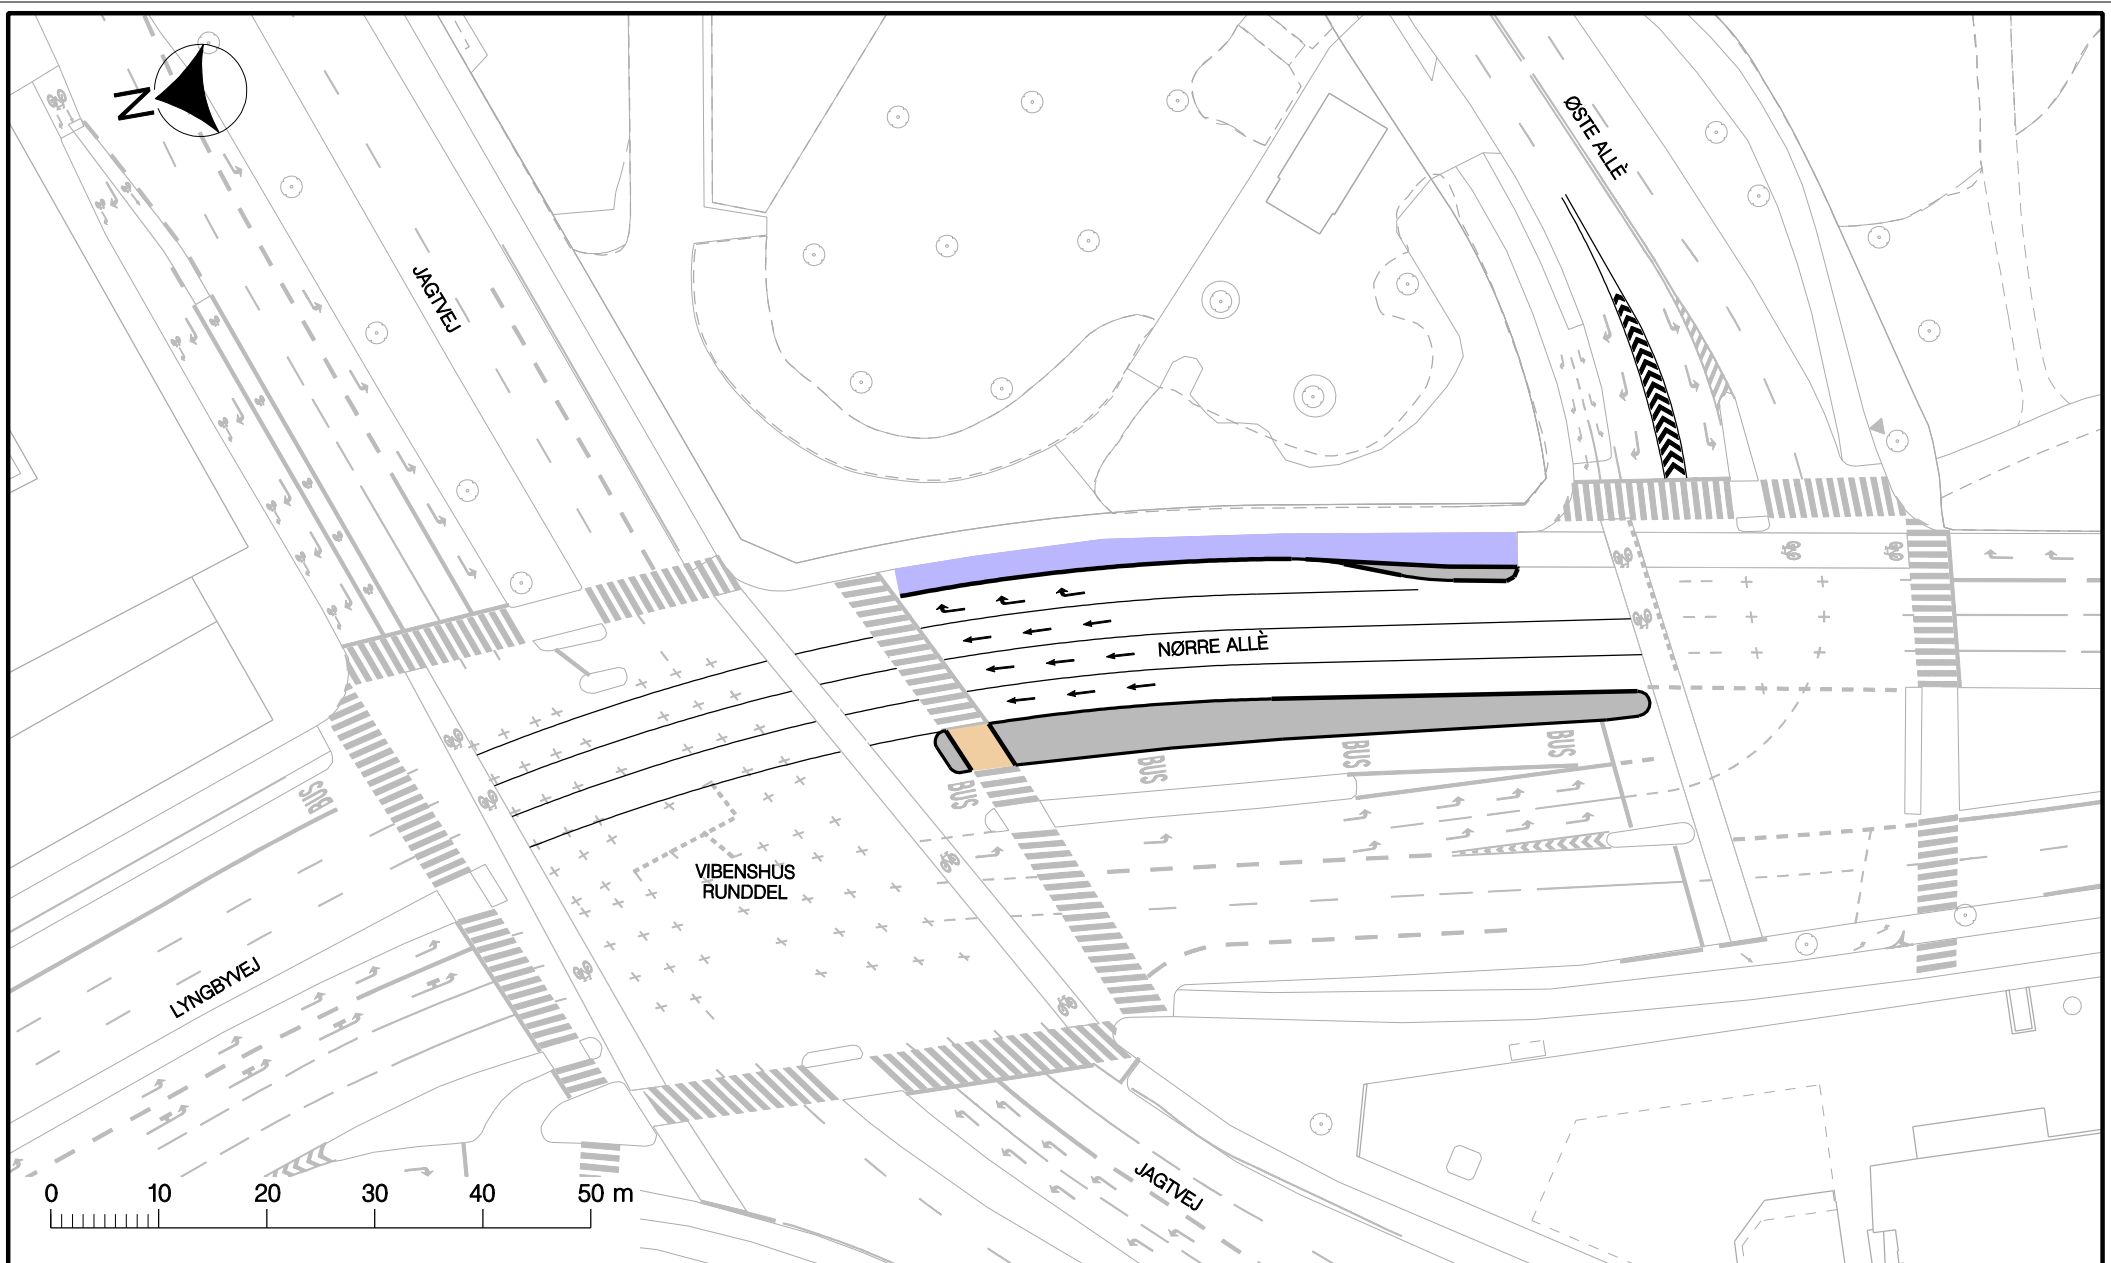 N
ØSTE ALLÈ
JAGTVEJ
NØRRE ALLÈ
BUS
BUS
BUS
BUS
BUS
VIBENSHUS
RUNDDEL
LYNGBYVEJ
JAGTVEJ
0 10 20 30 40 50 m